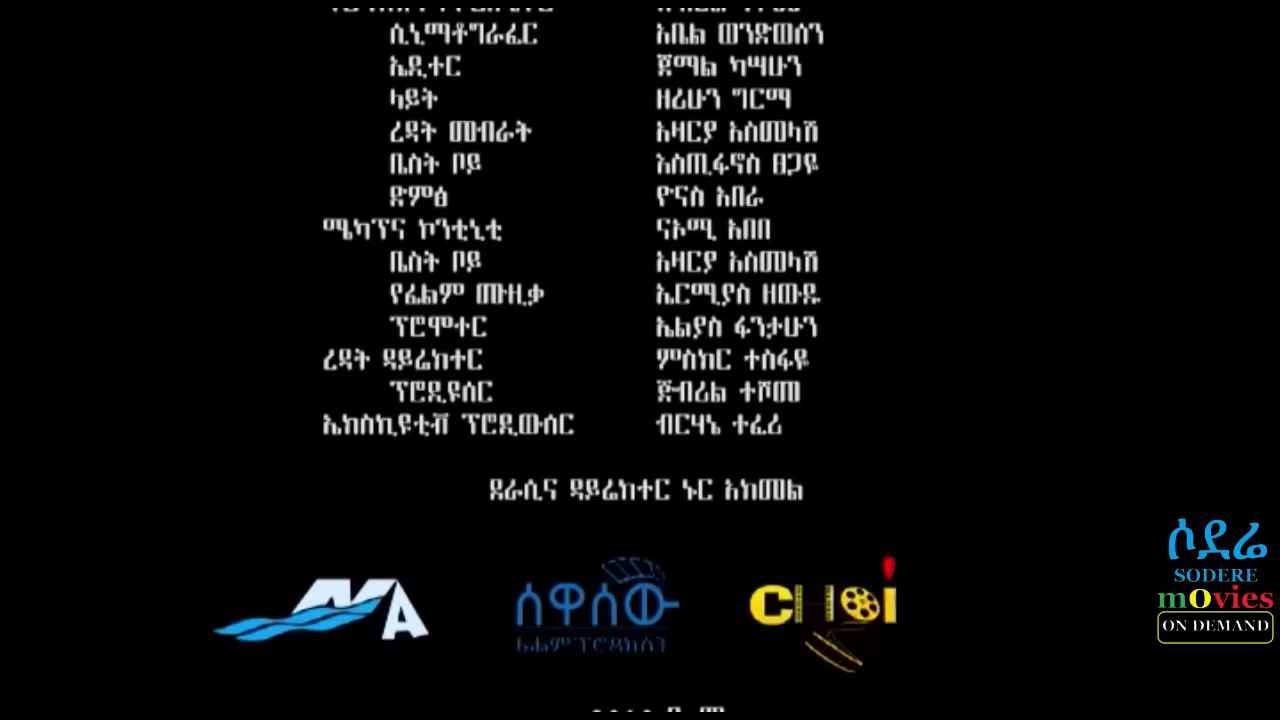 ሲኒማቶግራፈር አቤል ወንድወሰን
ኤዲተር ጀማል ካሣሁን
ላይት ዘሪሁን ግርማ
ረዳት መብራት አዛርያ አስመላሽ
ቤስት ቦይ እስጢፋኖስ ፀጋዬ
ድምፅ ዮናስ አበራ
ሜካፕና ኮንቲኒቲ ናኦሚ አበበ
ቤስት ቦይ አዛርያ አስመላሽ
የፊልም ሙዚቃ ኤርሚያስ ዘውዱ
ፕሮሞተር ኤልያስ ፋንታሁን
ረዳት ዳይሬክተር ምስክር ተስፋዬ
ፕሮዲዩሰር ጅብሪል ተሾመ
ኤክስኪዩቲቭ ፕሮዲውሰር ብርሃኔ ተፈሪ
ደራሲና ዳይሬክተር ኑር አክመል
ሰዋሰው
ፊልም ፕሮዳክሽን
ሶደሬ
SODERE
mOvies
ON DEMAND